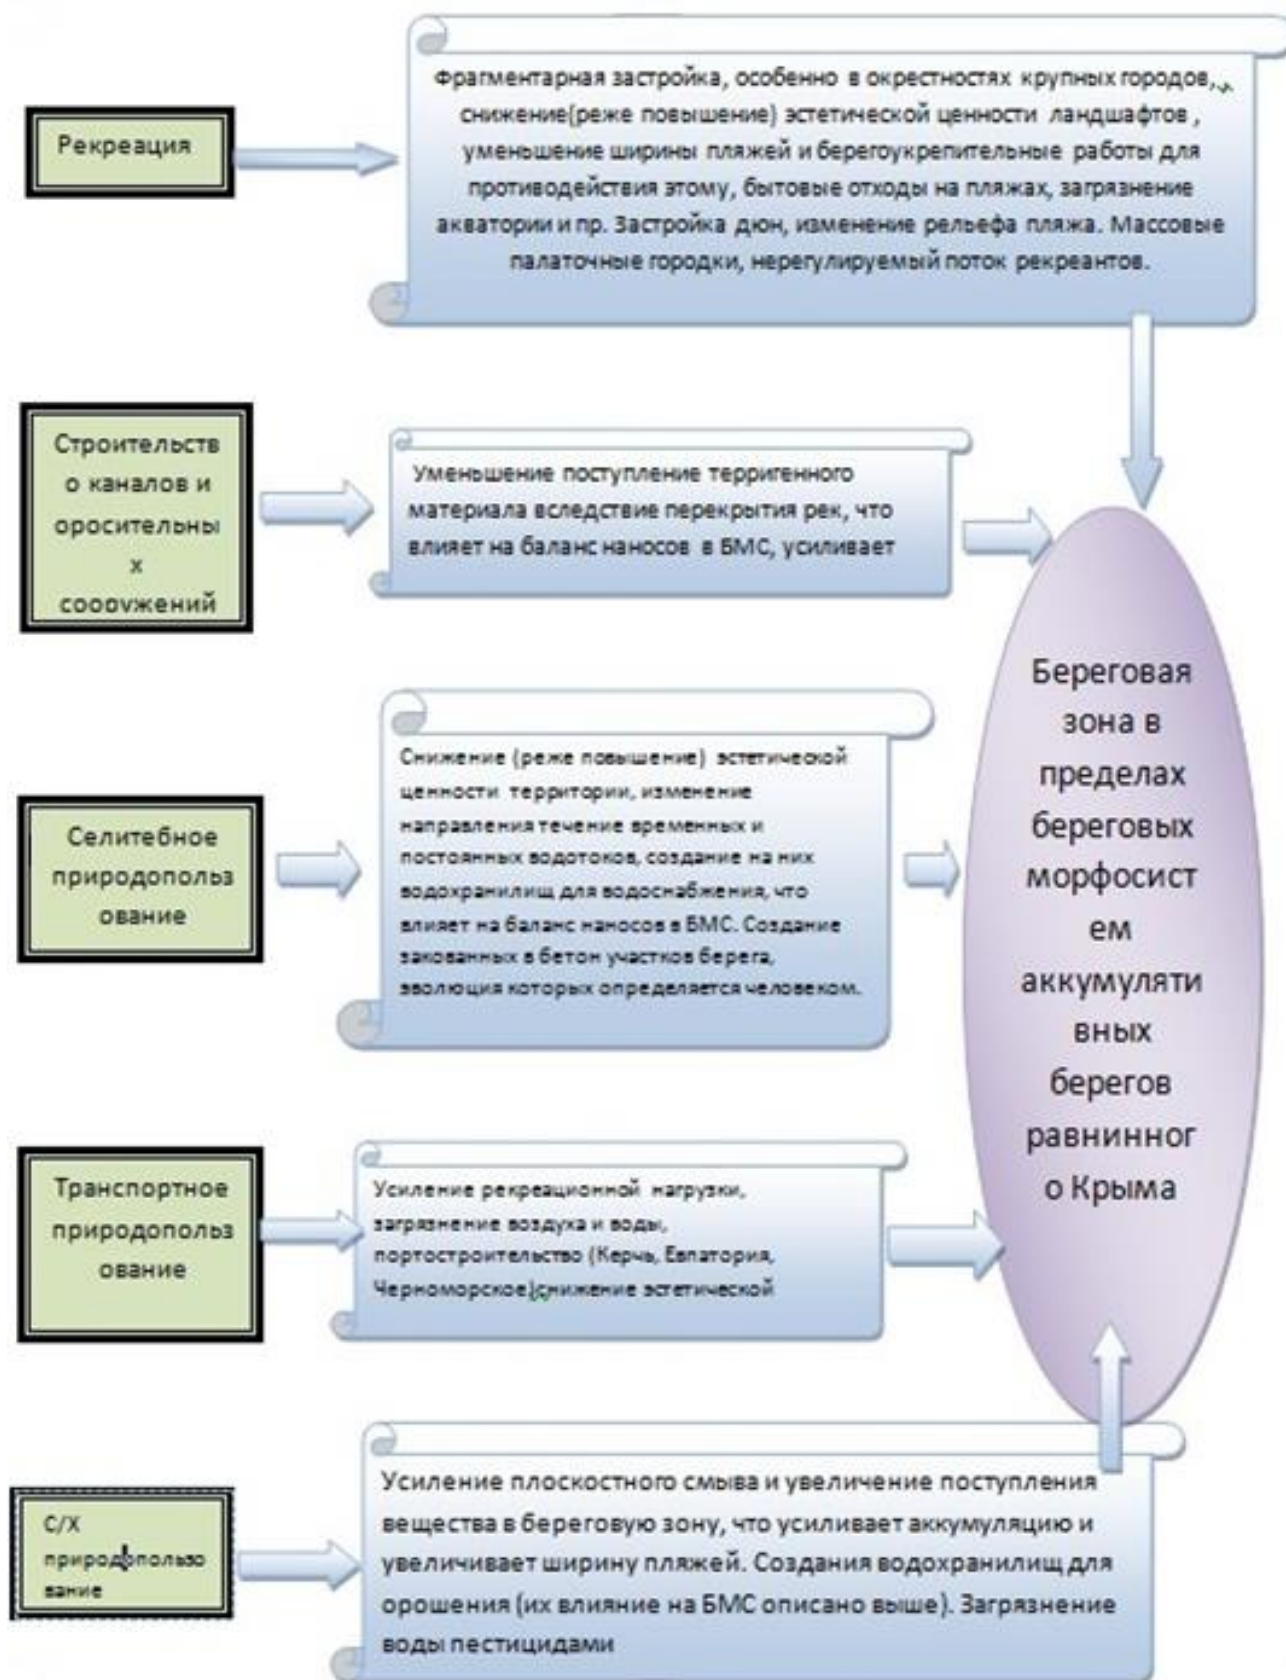 Рекреация
Фрагментарная застройка, особенно в окрестностях крупных городов,
снижение(реже повышение) эстетической ценности ландшафтов ,
уменьшение ширины пляжей и берегоукрепительные работы для
противодействия этому, бытовые отходы на пляжах, загрязнение
акватории и пр. Застройка дюн, изменение рельефа пляжа. Массовые
палаточные городки, нерегулируемый поток рекреантов.
Строительств
о каналов и
оросительны
х
сооружений
Уменьшение поступление терригенного
материала вследствие перекрытия рек, что
влияет на баланс наносов в БМС, усиливает
Селитебное
природопольз
ование
Снижение (реже повышение) эстетической
ценности территории, изменение
направления течение временных и
постоянных водотоков, создание на них
водохранилищ для водоснабжения, что
влияет на баланс наносов в БМС. Создание
закованных в бетон участков берега,
эволюция которых определяется человеком.
Транспортное
природопольз
ование
Усиление рекреационной нагрузки,
загрязнение воздуха и воды,
портостроительство (Керчь, Евпатория,
Черноморское)снижение эстетической
С/Х
природопользо
вание
Усиление плоскостного смыва и увеличение поступления
вещества в береговую зону, что усиливает аккумуляцию и
увеличивает ширину пляжей. Создания водохранилищ для
орошения (их влияние на БМС описано выше). Загрязнение
воды пестицидами
Береговая
зона в
пределах
береговых
морфосист
ем
аккумуляти
вных
берегов
равнинног
о Крыма